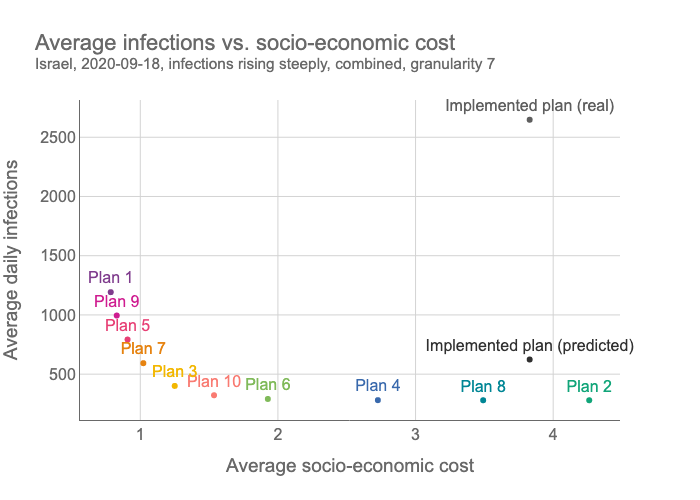 Average infections vs. socio-economic cost
Israel, 2020-09-18, infections rising steeply, combined, granularity 7
Implemented plan (real)
2500
2000
1500
Plan 1
Plan 9
1000
Plan 5
Plan 7
Implemented plan (predicted)
Plan 3
500
Plan 10
Plan 6
Plan 4
Plan 8
Plan 2
1
2
3
4
Average daily infections
Average socio-economic cost